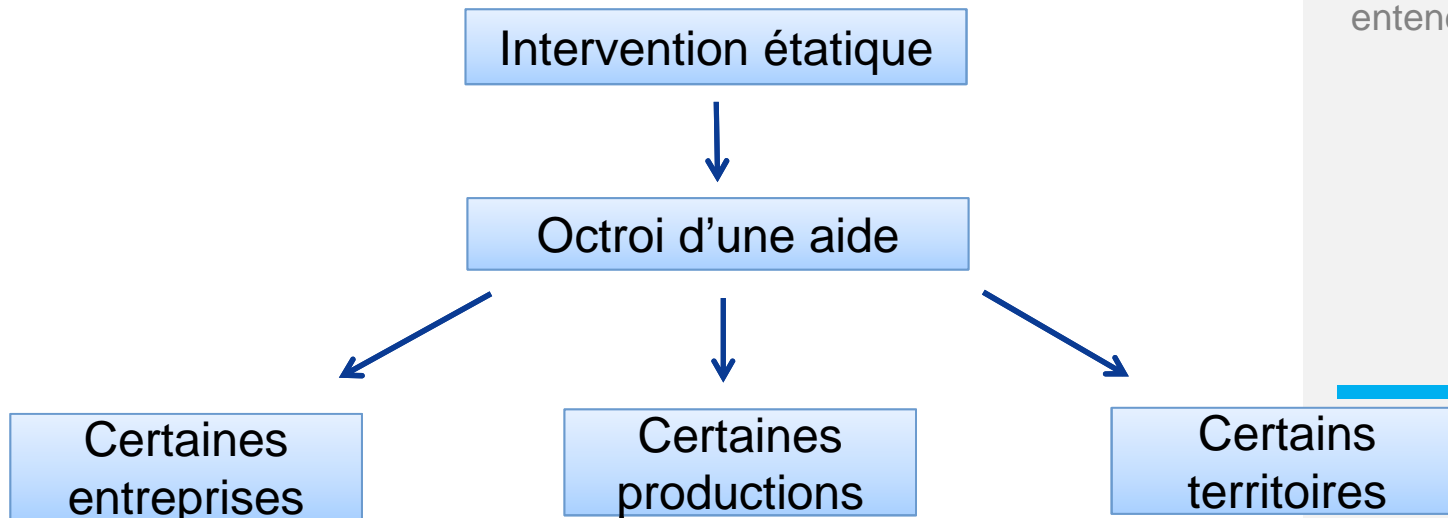 Intervention étatique
Octroi d’une aide
Certaines
entreprises
Certaines
productions
Certains
territoires